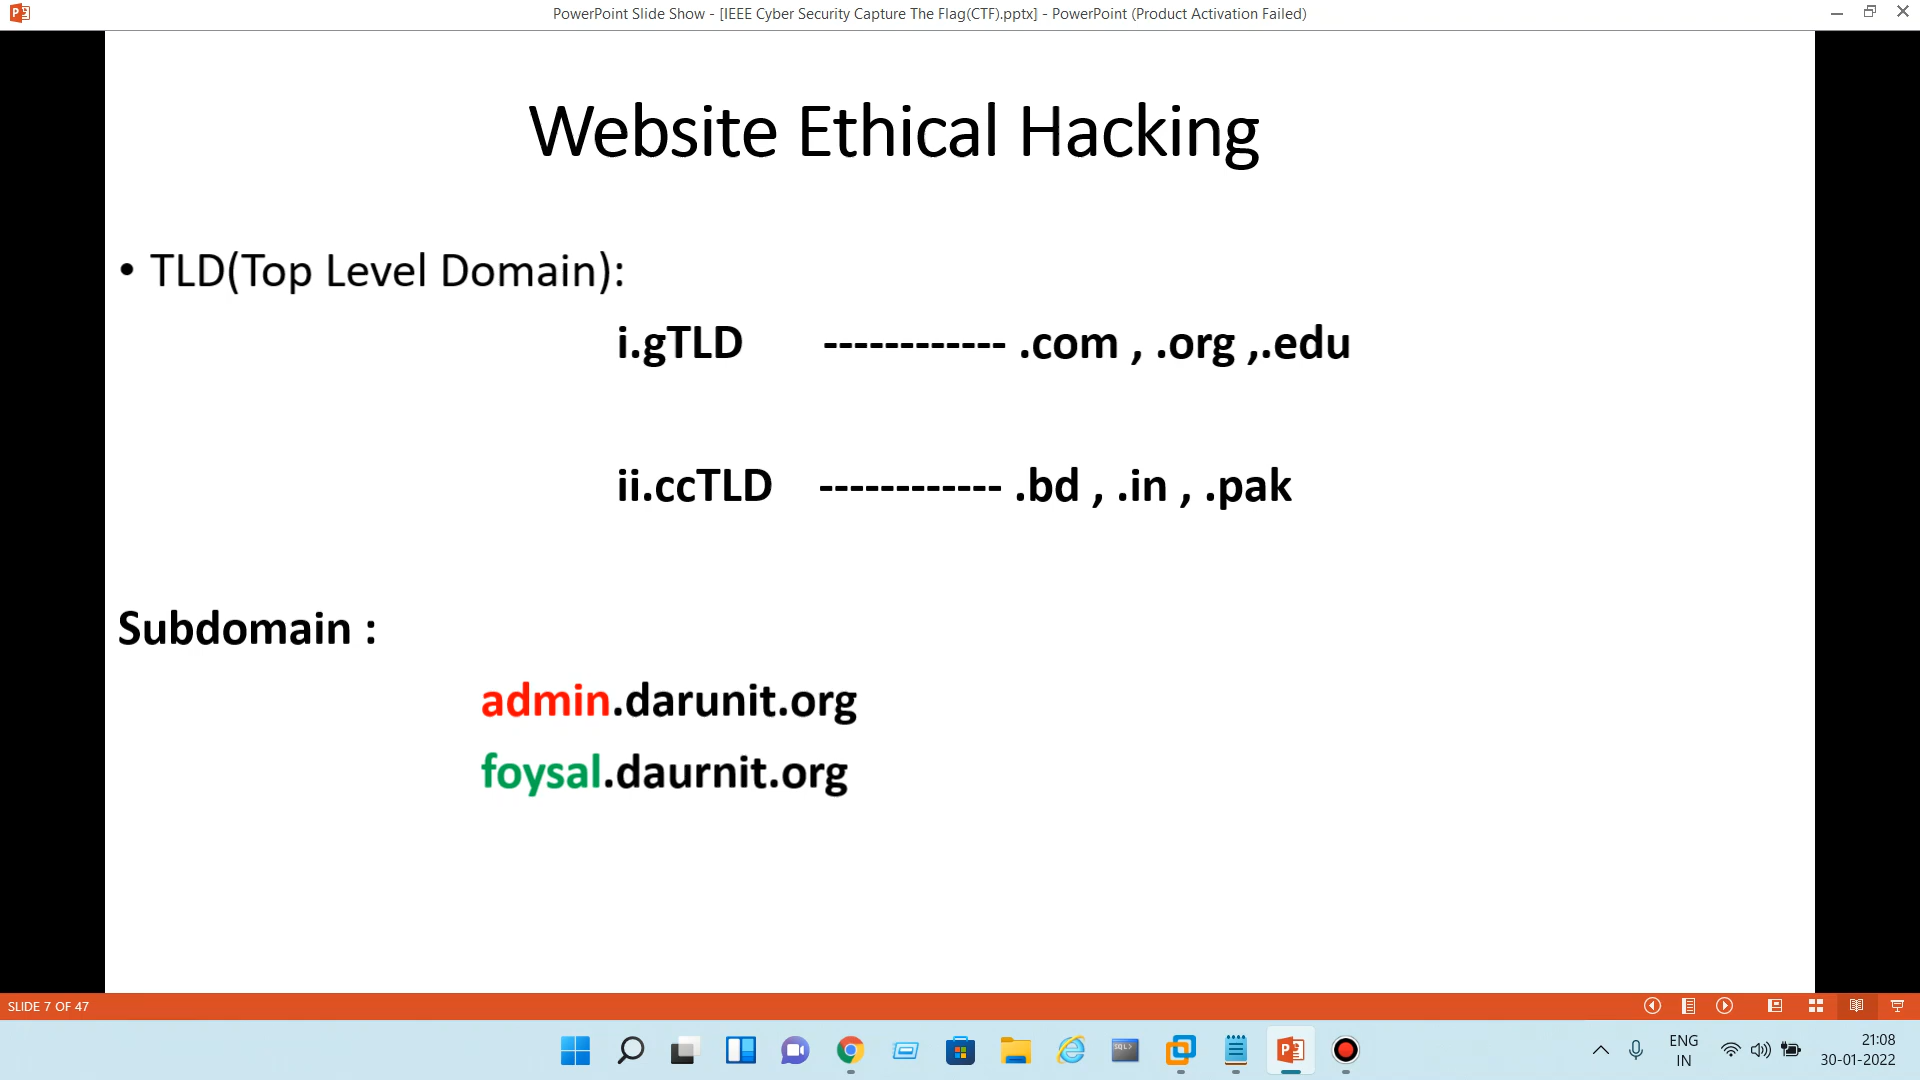 PowerPoint Slide Show - [IEEE Cyber Security Capture The Flag(CTF).pptx] - PowerPoint (Product Activation Failed)
Website Ethical Hacking
• TLD(Top Level Domain):
i.gTLD ------------ .com , .org ,.edu
ii.ccTLD ------------ .bd , .in , .pak
Subdomain :
admin.darunit.org
foysal.daurnit.org
SLIDE 7 OF 47
SQL>
ENG
IN
21:08
30-01-2022